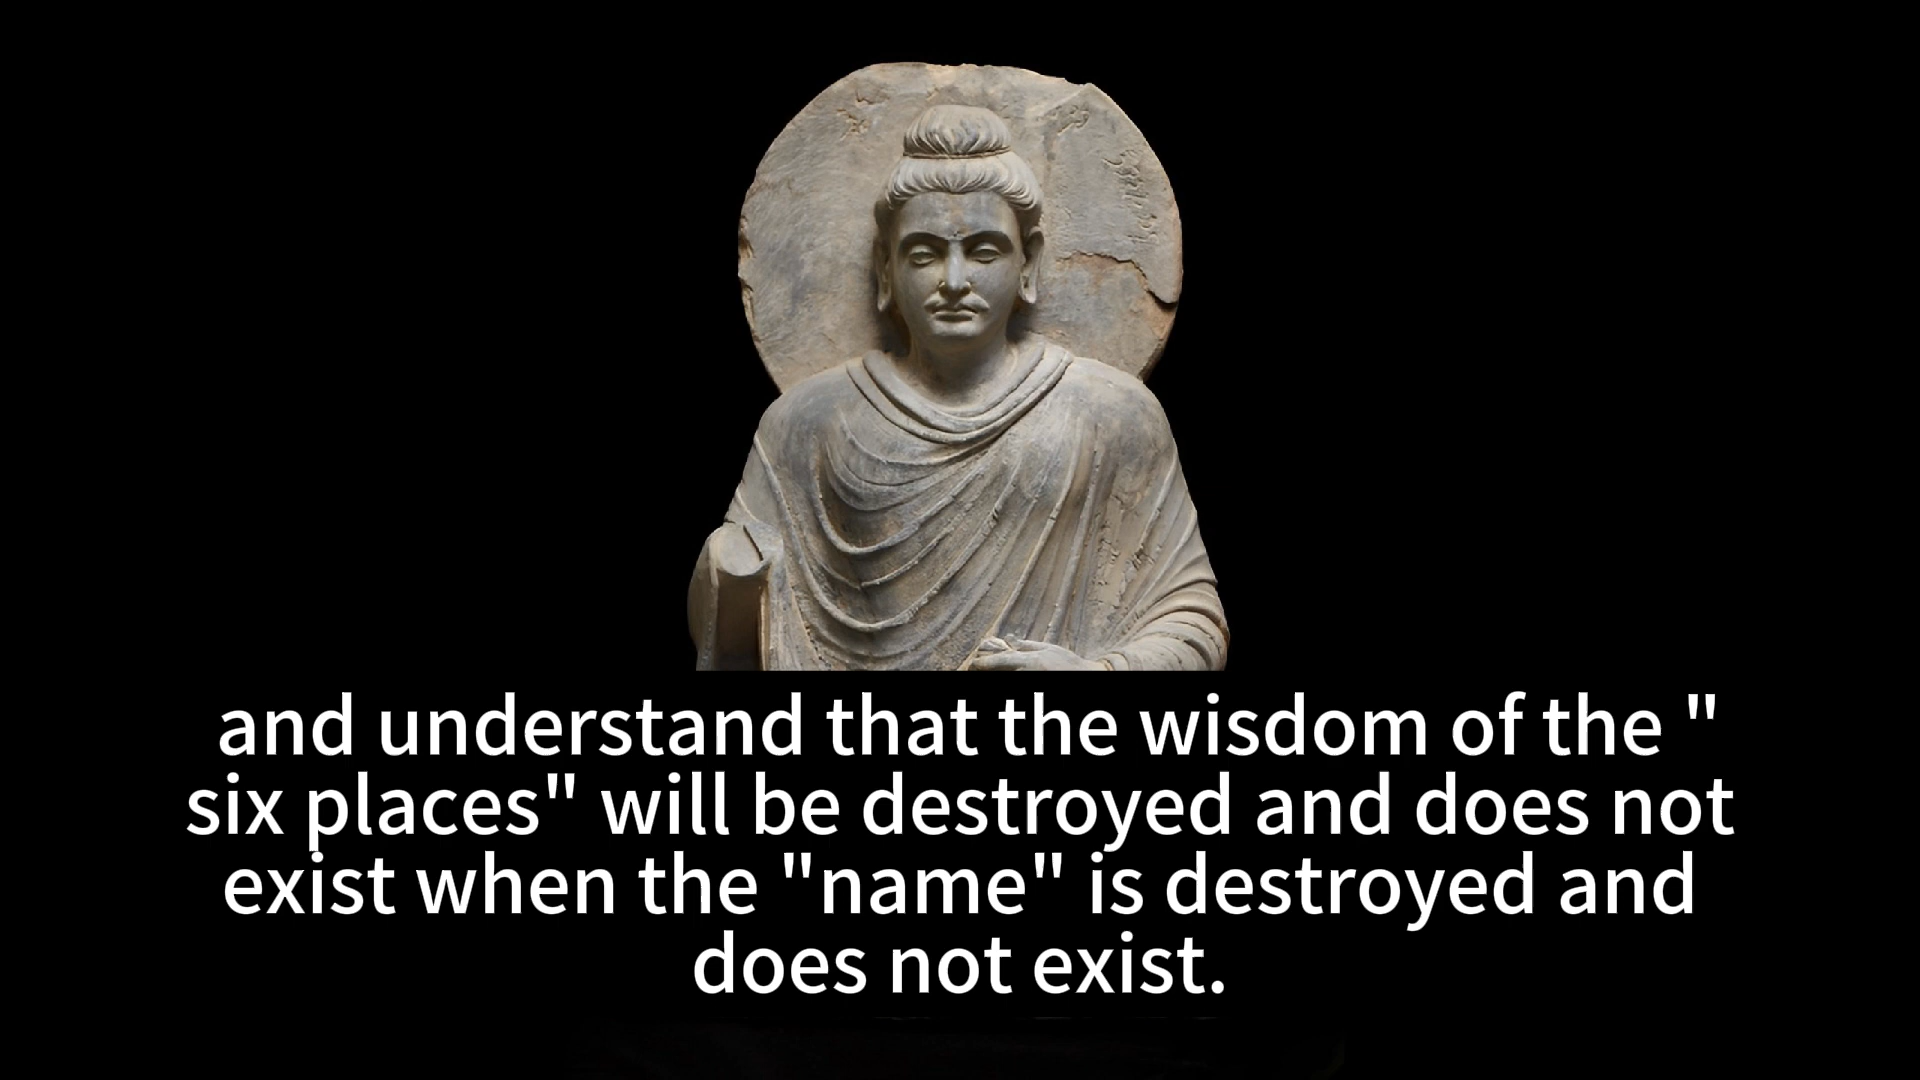 and understand that the wisdom of the "
six places" will be destroyed and does not
exist when the "name" is destroyed and
does not exist.